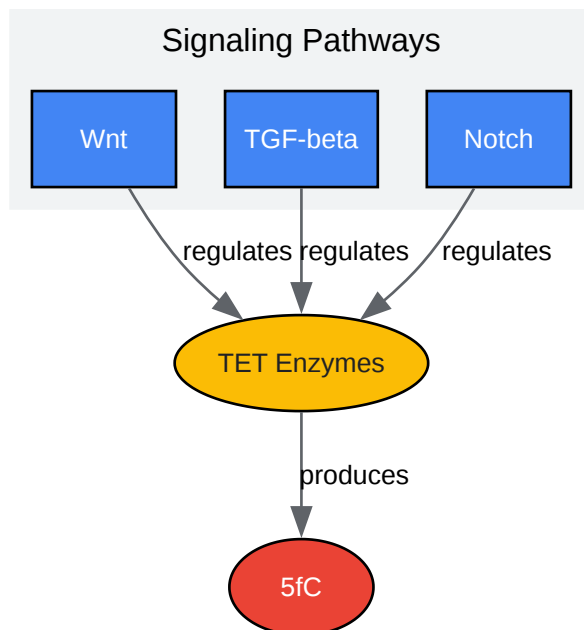 Signaling Pathways
Wnt
TGF-beta
Notch
regulates
regulates
regulates
TET Enzymes
produces
5fC